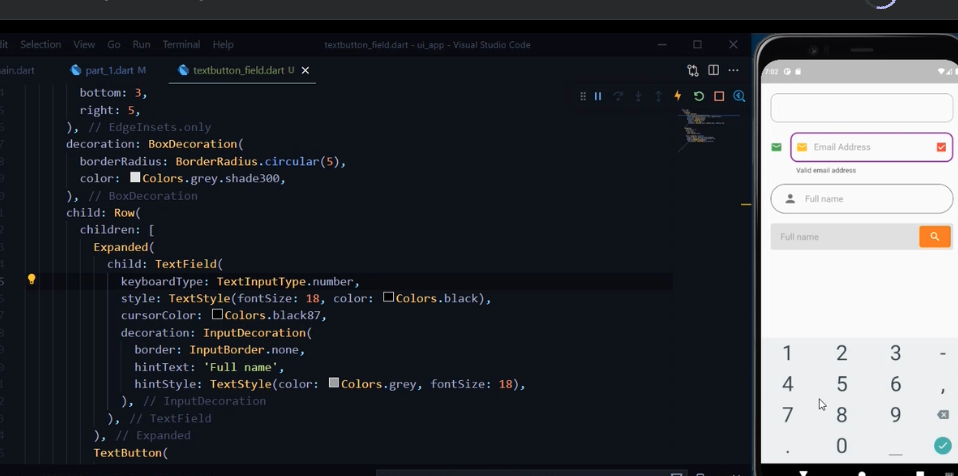 dit Selection View Go Run Terminal Help
textbutton_field.dart - ui_app - Visual Studio Code
ain.dart part_1.dart M textbutton_field.dart U
bottom: 3,
right: 5,
), // EdgeInsets.only
decoration: BoxDecoration(
borderRadius: BorderRadius.circular(5),
color: Colors.grey.shade300,
), // BoxDecoration
child: Row(
children: [
Expanded(
child: TextField(
keyboardType: TextInputType.number,
style: TextStyle(fontSize: 18, color: Colors.black),
cursorColor: Colors.black87,
decoration: InputDecoration(
border: InputBorder.none,
hintText: 'Full name',
hintStyle: TextStyle(color: Colors.grey, fontSize: 18),
), // InputDecoration
), // TextField
), // Expanded
TextButton(
7:02
Email Address
Valid email address
Full name
Full name
1 2 3 -
4 5 6 ,
7 8 9
. 0 _